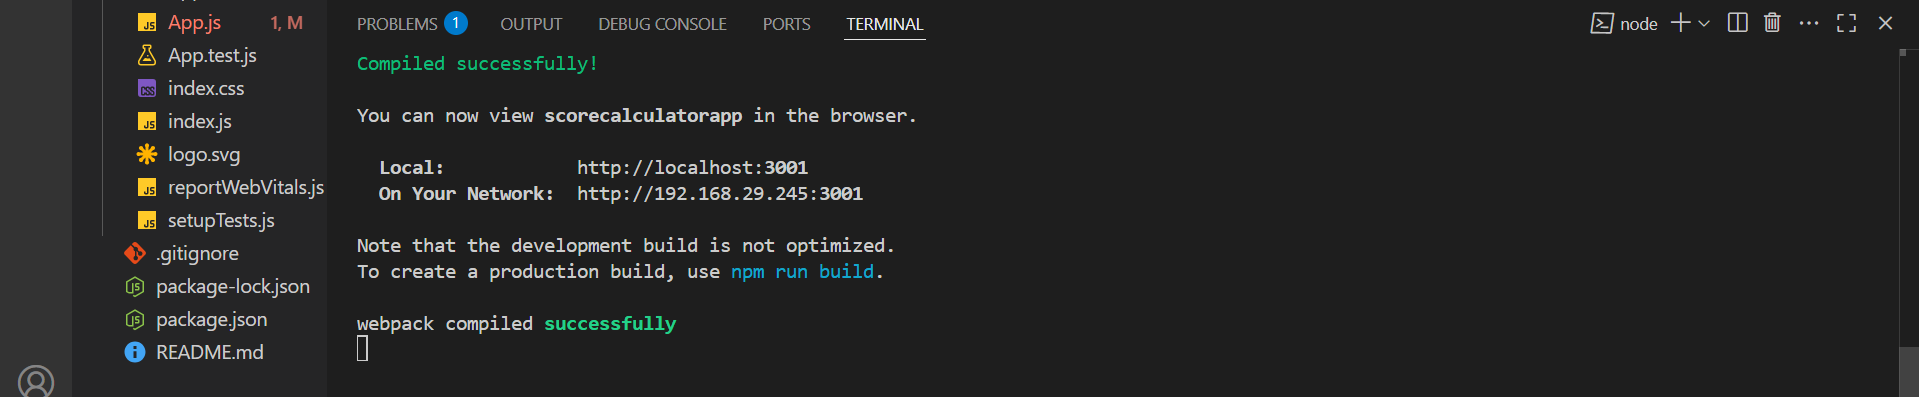 App.js 1, M
App.test.js
index.css
index.js
logo.svg
reportWebVitals.js
setupTests.js
.gitignore
package-lock.json
package.json
README.md
PROBLEMS 1 OUTPUT DEBUG CONSOLE PORTS TERMINAL
node
Compiled successfully!
You can now view scorecalculatorapp in the browser.
Local: http://localhost:3001
On Your Network: http://192.168.29.245:3001
Note that the development build is not optimized.
To create a production build, use npm run build.
webpack compiled successfully